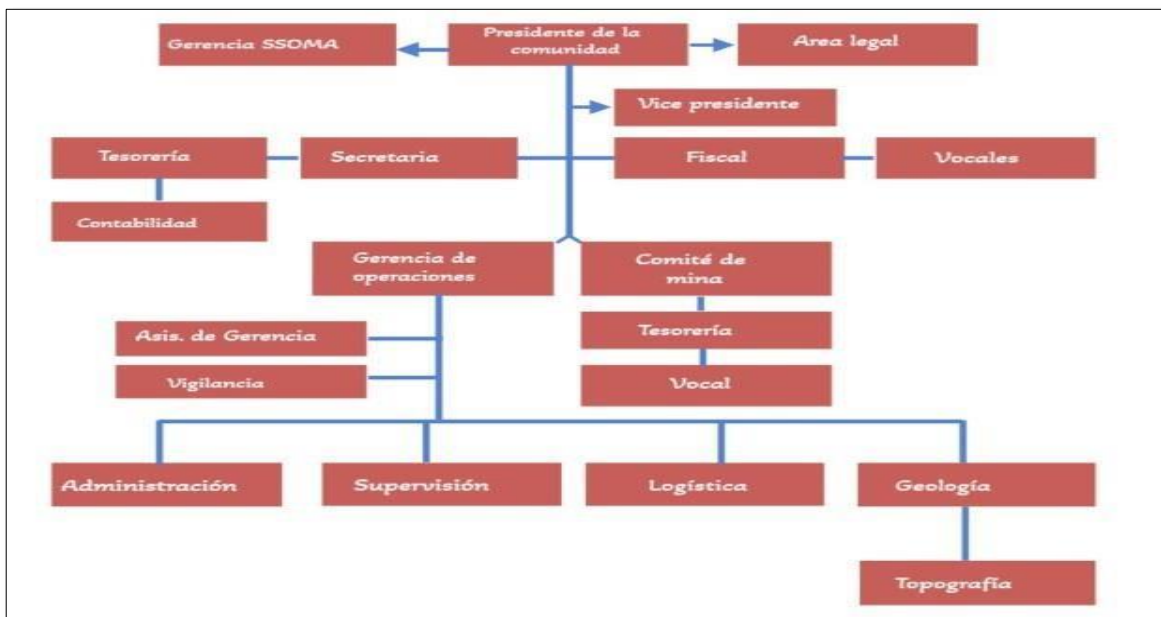 Gerencia SSOMA
Presidente de la
comunidad
Area legal
Vice presidente
Tesorería
Secretaria
Fiscal
Vocales
Contabilidad
Gerencia de
operaciones
Comité de
mina
Asis. de Gerencia
Tesorería
Vigilancia
Vocal
Administración
Supervisión
Logística
Geología
Topografía